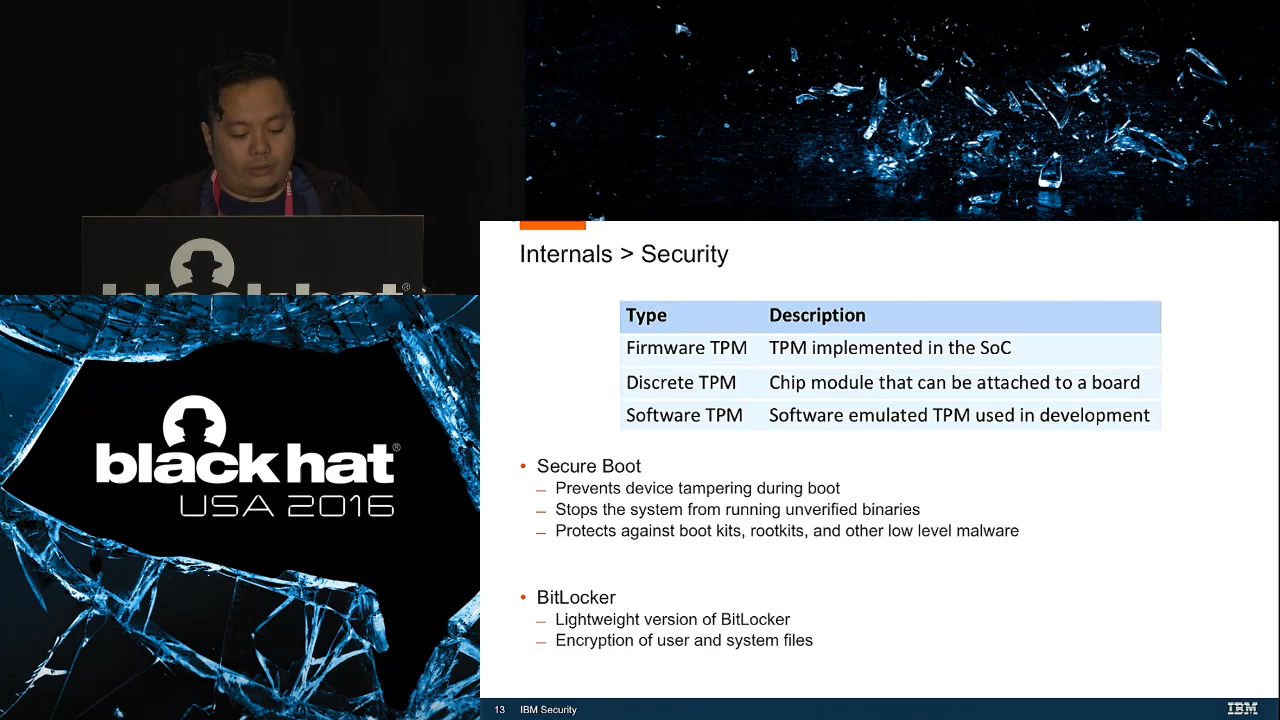 black hat
®
black hat
®
USA 2016
Internals > Security
Type Description
Firmware TPM TPM implemented in the SoC
Discrete TPM Chip module that can be attached to a board
Software TPM Software emulated TPM used in development
• Secure Boot
– Prevents device tampering during boot
– Stops the system from running unverified binaries
– Protects against boot kits, rootkits, and other low level malware
• BitLocker
– Lightweight version of BitLocker
– Encryption of user and system files
13 IBM Security
IBM